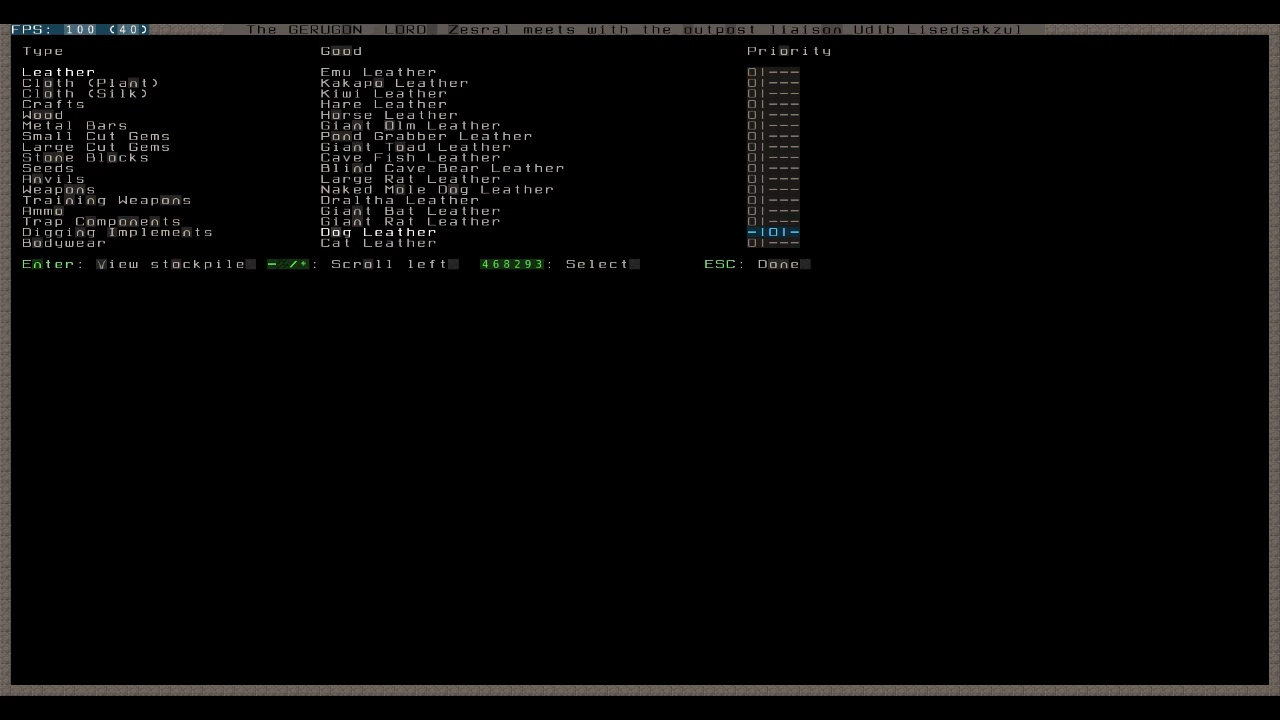 FPS: 100 (40) The GERUGON LORD Zesral meets with the outpost liaison Udib Lisedsakzul
Type Good Priority
Leather Emu Leather 0|---
Cloth (Plant) Kakapo Leather 0|---
Cloth (Silk) Kiwi Leather 0|---
Crafts Hare Leather 0|---
Wood Horse Leather 0|---
Metal Bars Giant Olm Leather 0|---
Small Cut Gems Pond Grabber Leather 0|---
Large Cut Gems Giant Toad Leather 0|---
Stone Blocks Cave Fish Leather 0|---
Seeds Blind Cave Bear Leather 0|---
Anvils Large Rat Leather 0|---
Weapons Naked Mole Dog Leather 0|---
Training Weapons Draltha Leather 0|---
Ammo Giant Bat Leather 0|---
Trap Components Giant Rat Leather 0|---
Digging Implements Dog Leather -|0|-
Bodywear Cat Leather 0|---
Enter: View stockpile -/+: Scroll left 468293: Select ESC: Done